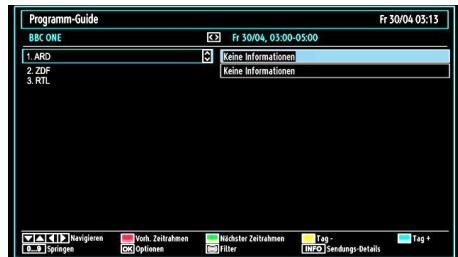 Programm-Guide Fr 30/04 03:13
BBC ONE Fr 30/04, 03:00-05:00
1. ARD Keine Informationen
2. ZDF Keine Informationen
3. RTL
Navigieren Vorh. Zeitrahmen Nächster Zeitrahmen Tag - Tag +
0...9 Springen OK Optionen Filter INFO Sendungs-Details